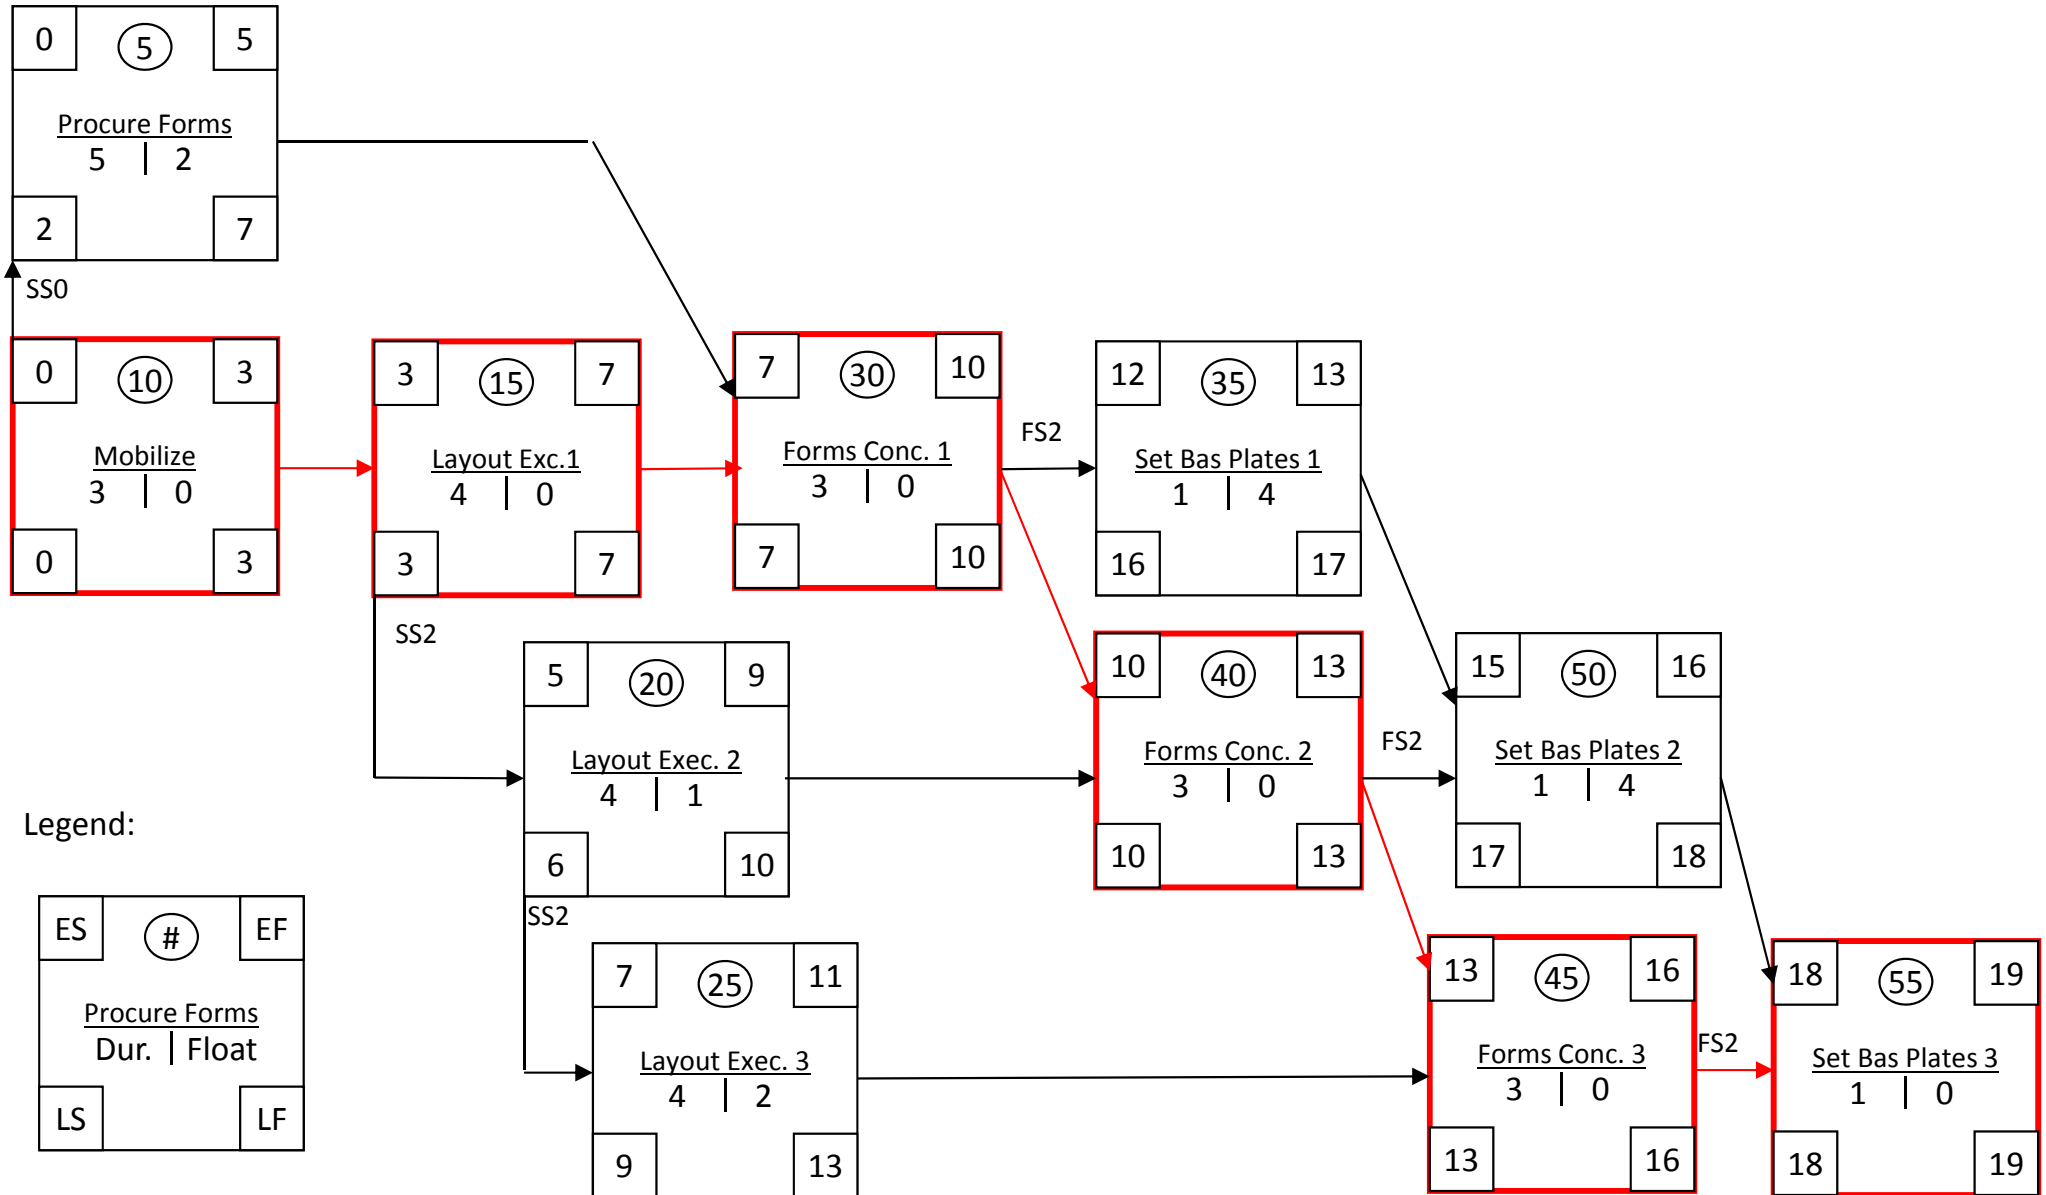 0 5 5
Procure Forms
5 2
2 7
SS0
0 10 3
Mobilize
3 0
0 3
3 15 7
Layout Exc.1
4 0
3 7
7 30 10
Forms Conc. 1
3 0
7 10
FS2
12 35 13
Set Bas Plates 1
1 4
16 17
SS2
5 20 9
Layout Exec. 2
4 1
6 10
10 40 13
Forms Conc. 2
3 0
10 13
FS2
15 50 16
Set Bas Plates 2
1 4
17 18
SS2
7 25 11
Layout Exec. 3
4 2
9 13
13 45 16
Forms Conc. 3
3 0
13 16
FS2
18 55 19
Set Bas Plates 3
1 0
18 19
Legend:
ES # EF
Procure Forms
Dur. Float
LS LF